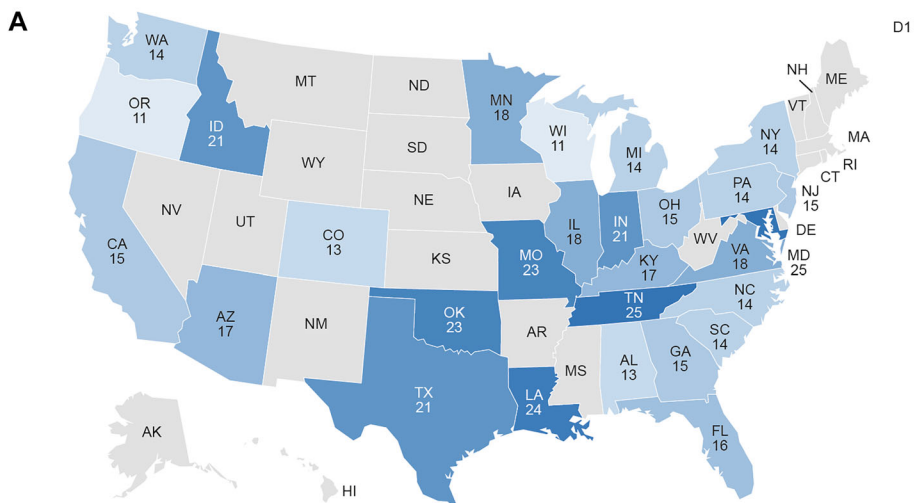 A
D1
WA
14
MT
ND
MN
18
NH
ME
VT
OR
11
ID
21
WI
11
NY
14
MA
SD
MI
14
RI
WY
CT
PA
14
IA
NE
NJ
15
OH
15
NV
IL
18
IN
21
UT
DE
CO
13
WV
CA
15
VA
18
MD
25
MO
23
KS
KY
17
NC
14
TN
25
AZ
17
OK
23
NM
AR
SC
14
GA
15
AL
13
MS
TX
21
LA
24
AK
FL
16
HI